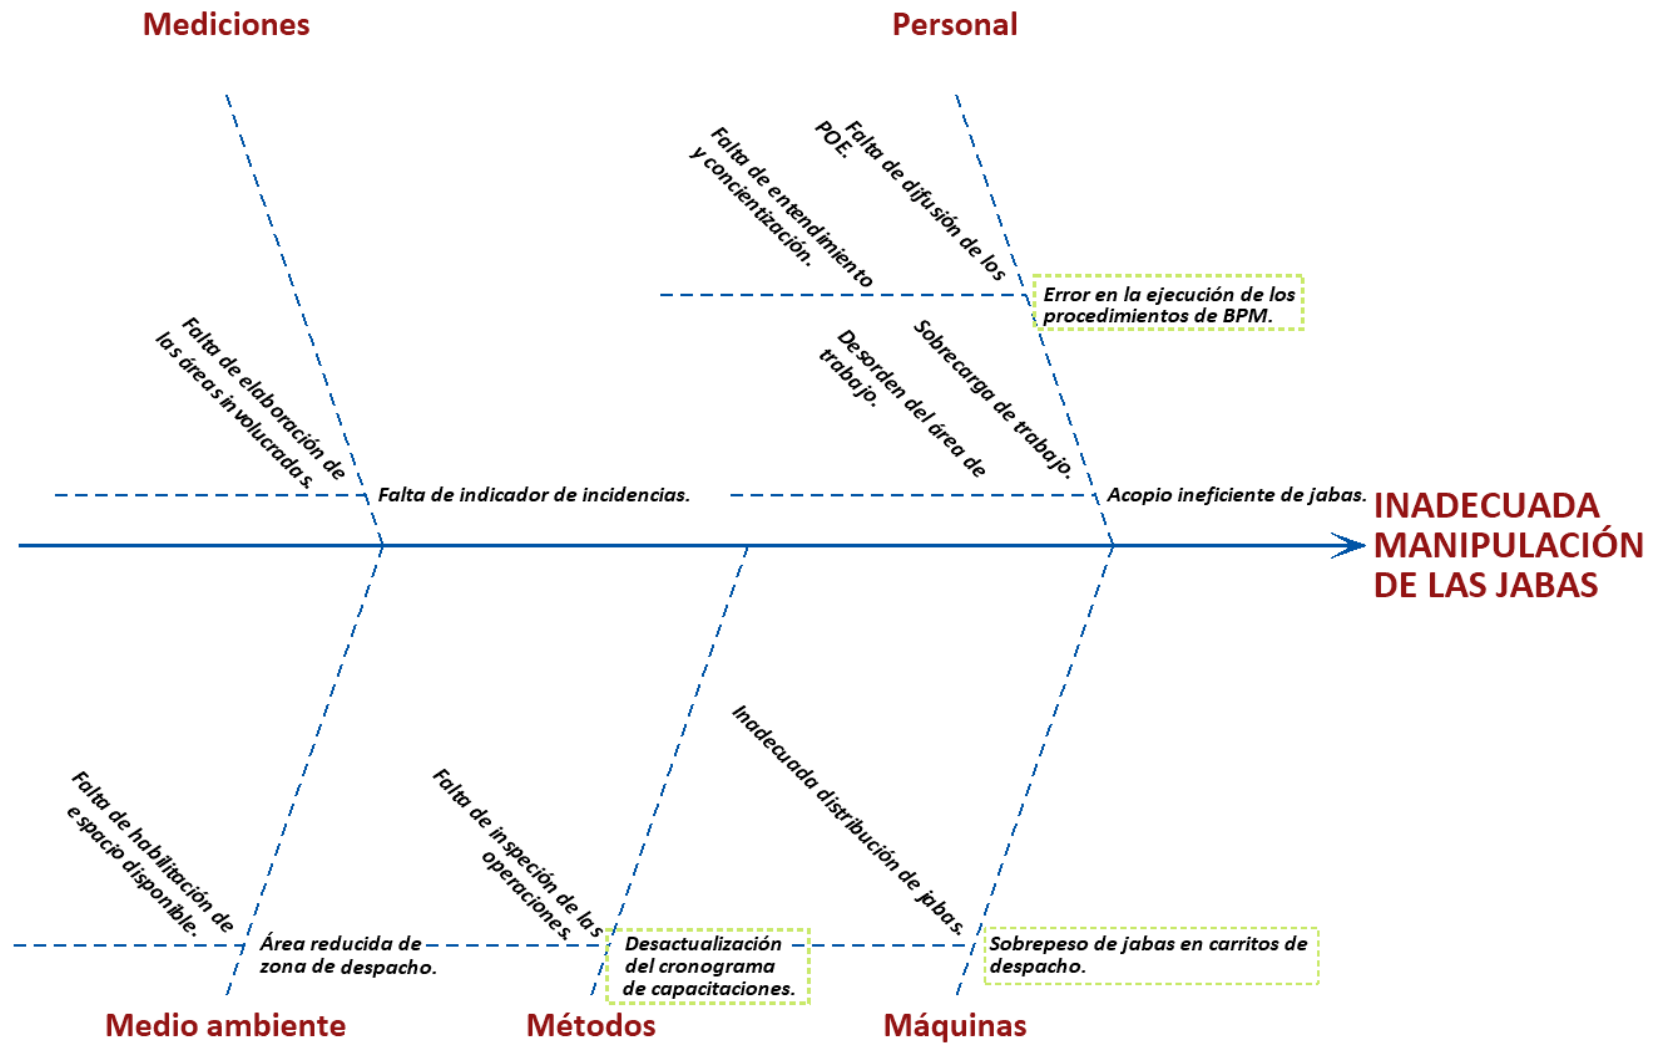 Mediciones
Personal
Falta de difusión de los
POE.
Falta de entendimiento
y concientización.
Error en la ejecución de los
procedimientos de BPM.
Sobrecarga de trabajo.
Desorden del área de
trabajo.
Falta de elaboración de
las áreas involucradas.
Falta de indicador de incidencias.
Acopio ineficiente de jabas.
INADECUADA
MANIPULACIÓN
DE LAS JABAS
Falta de habilitación de
espacio disponible.
Área reducida de
zona de despacho.
Falta de inspeción de las
operaciones.
Desactualización
del cronograma
de capacitaciones.
Inadecuada distribución de jabas.
Sobrepeso de jabas en carritos de
despacho.
Medio ambiente
Métodos
Máquinas